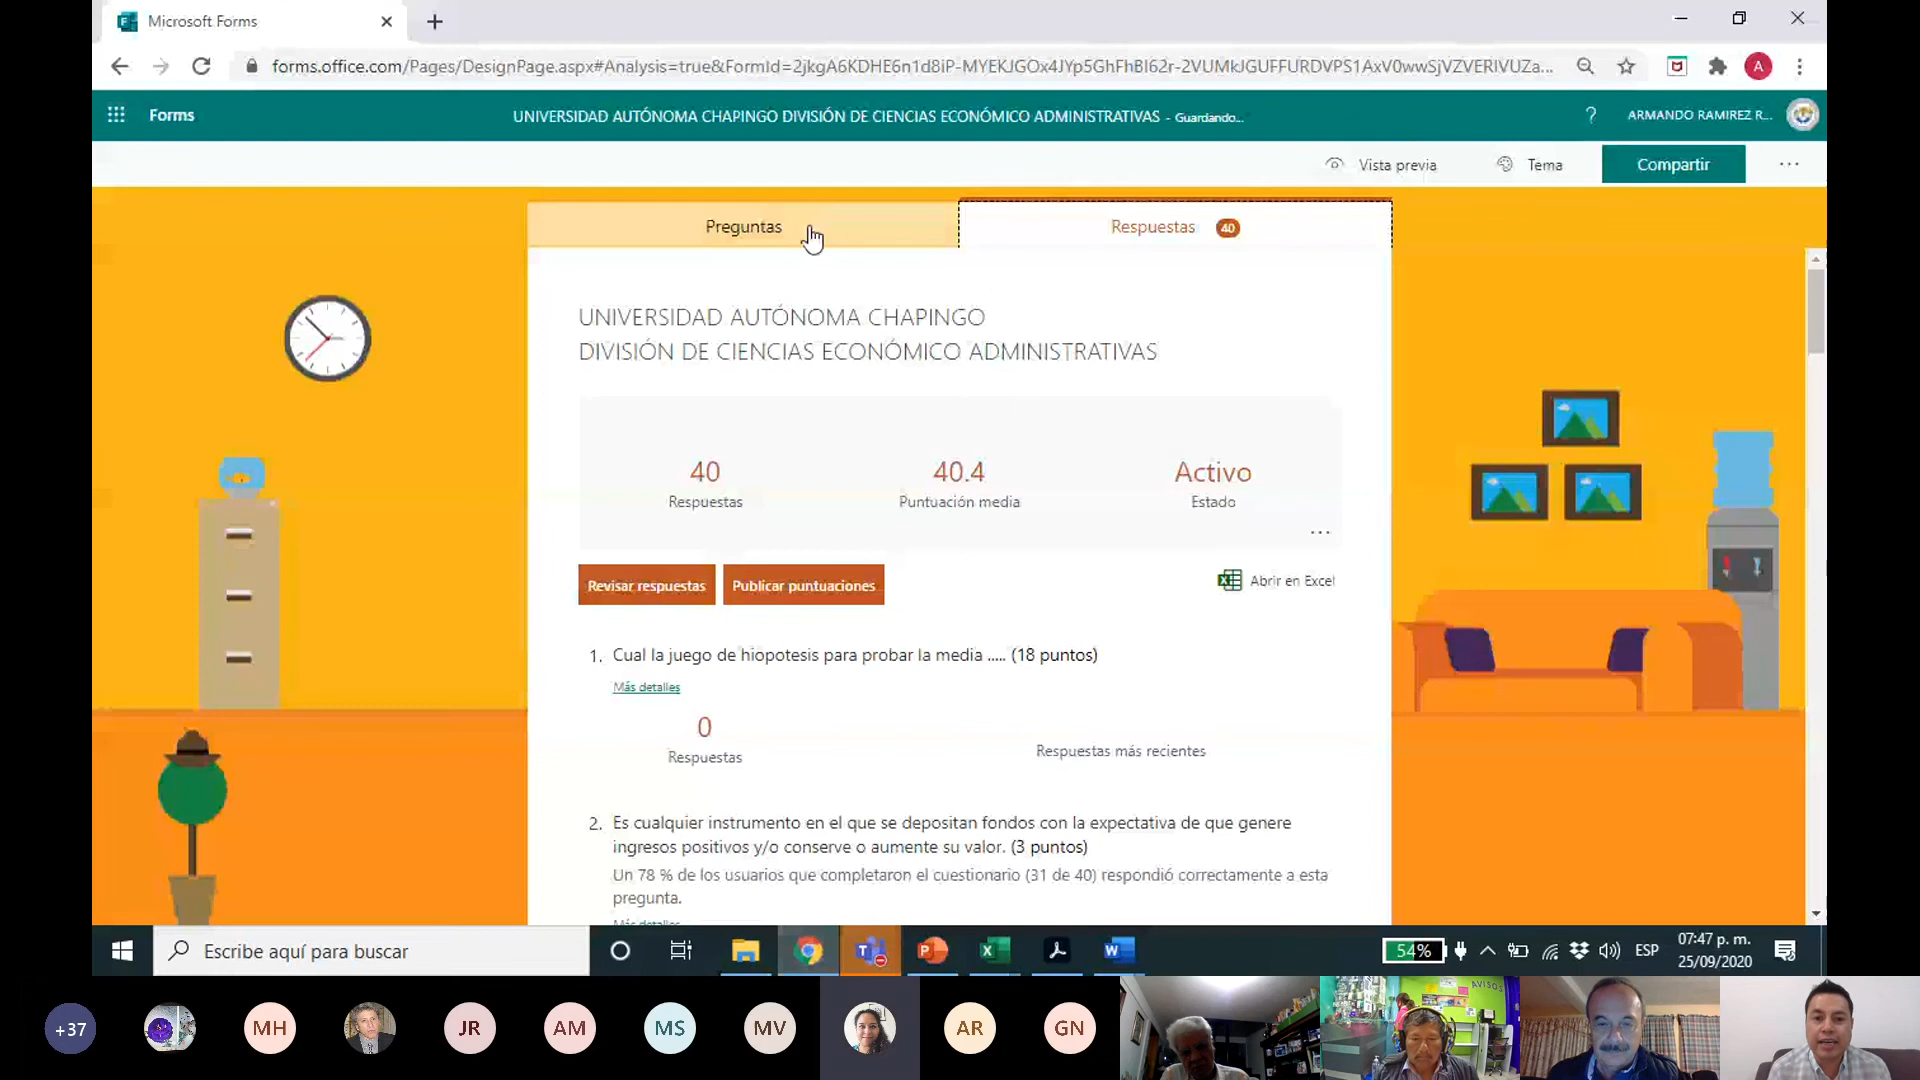 Microsoft Forms
forms.office.com/Pages/DesignPage.aspx#Analysis=true&FormId=2jkgA6KDHE6n1d8iP-MYEKJGOx4JYp5GhFhBI62r-2VUMkJGUFFURDVPS1AxV0wwSjVZVERIVUZa...
A
Forms
UNIVERSIDAD AUTÓNOMA CHAPINGO DIVISIÓN DE CIENCIAS ECONÓMICO ADMINISTRATIVAS - Guardando...
?
ARMANDO RAMIREZ R...
Vista previa
Tema
Compartir
...
Preguntas
Respuestas 40
UNIVERSIDAD AUTÓNOMA CHAPINGO
DIVISIÓN DE CIENCIAS ECONÓMICO ADMINISTRATIVAS
40
Respuestas
40.4
Puntuación media
Activo
Estado
...
Revisar respuestas
Publicar puntuaciones
Abrir en Excel
1. Cual la juego de hiopotesis para probar la media ..... (18 puntos)
Más detalles
0
Respuestas
Respuestas más recientes
2. Es cualquier instrumento en el que se depositan fondos con la expectativa de que genere
ingresos positivos y/o conserve o aumente su valor. (3 puntos)
Un 78 % de los usuarios que completaron el cuestionario (31 de 40) respondió correctamente a esta
pregunta.
Más detalles
Escribe aquí para buscar
54%
ESP
07:47 p. m.
25/09/2020
+37
MH
JR
AM
MS
MV
AR
GN
AVISOS